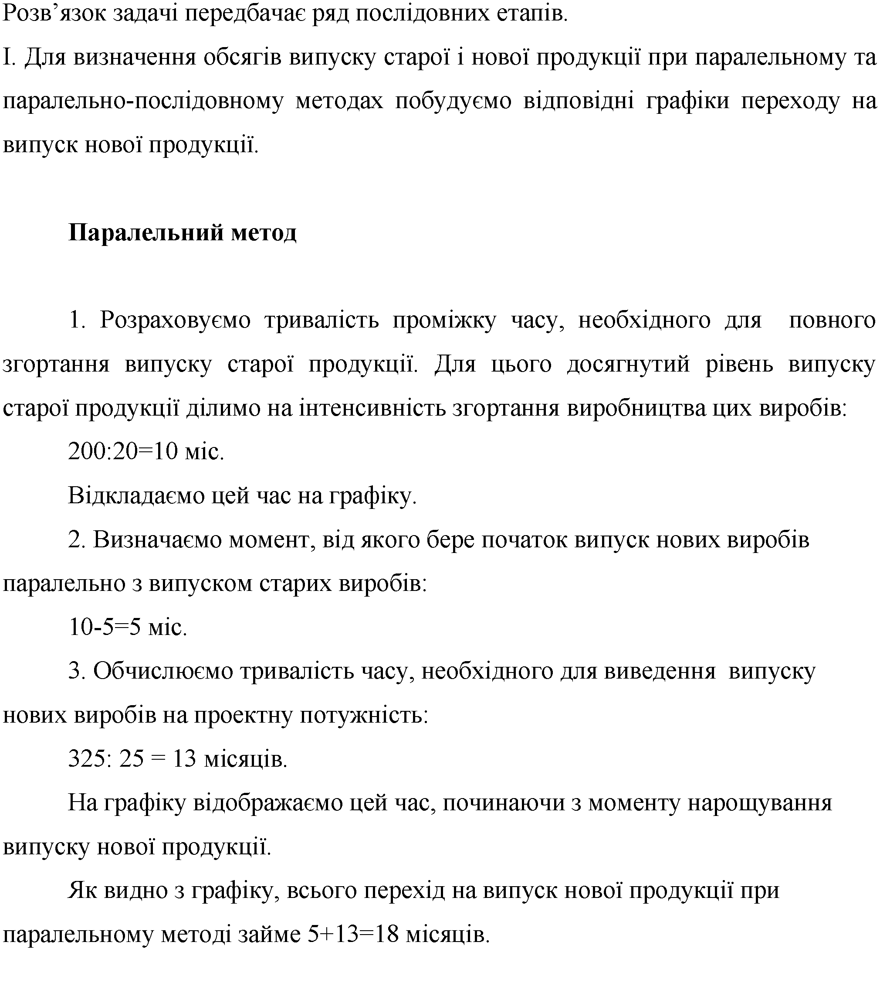 Розв’язок задачі передбачає ряд послідовних етапів.
І. Для визначення обсягів випуску старої і нової продукції при паралельному та
паралельно-послідовному методах побудуємо відповідні графіки переходу на
випуск нової продукції.
Паралельний метод
1. Розраховуємо тривалість проміжку часу, необхідного для повного
згортання випуску старої продукції. Для цього досягнутий рівень випуску
старої продукції ділимо на інтенсивність згортання виробництва цих виробів:
200:20=10 міс.
Відкладаємо цей час на графіку.
2. Визначаємо момент, від якого бере початок випуск нових виробів
паралельно з випуском старих виробів:
10-5=5 міс.
3. Обчислюємо тривалість часу, необхідного для виведення випуску
нових виробів на проектну потужність:
325: 25 = 13 місяців.
На графіку відображаємо цей час, починаючи з моменту нарощування
випуску нової продукції.
Як видно з графіку, всього перехід на випуск нової продукції при
паралельному методі займе 5+13=18 місяців.